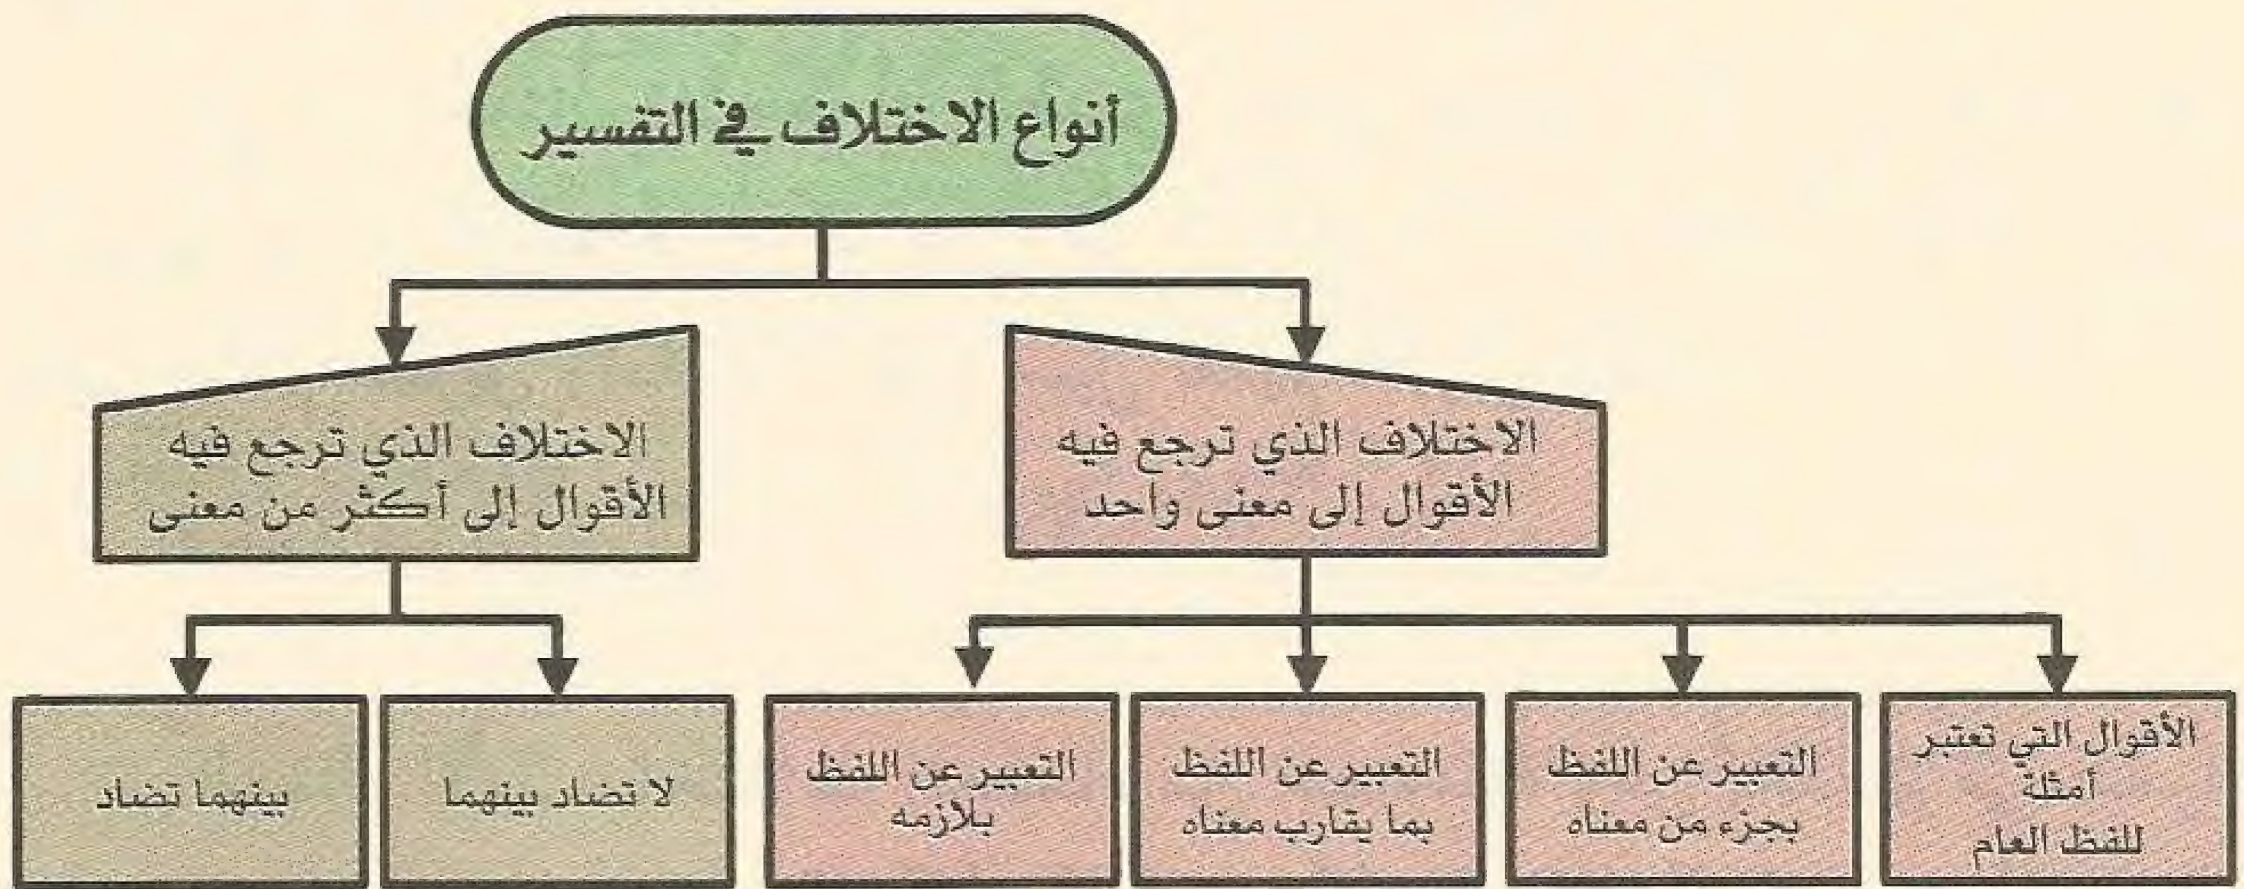 أنواع الاختلاف في التفسير
الاختلاف الذي ترجع فيه
الأقوال إلى معنى واحد
الاختلاف الذي ترجع فيه
الأقوال إلى أكثر من معنى
الأقوال التي تعتبر
أمثلة
للفظ العام
التعبير عن اللفظ
بجزء من معناه
التعبير عن اللفظ
بما يقارب معناه
التعبير عن اللفظ
بلازمه
لا تضاد بينهما
بينهما تضاد